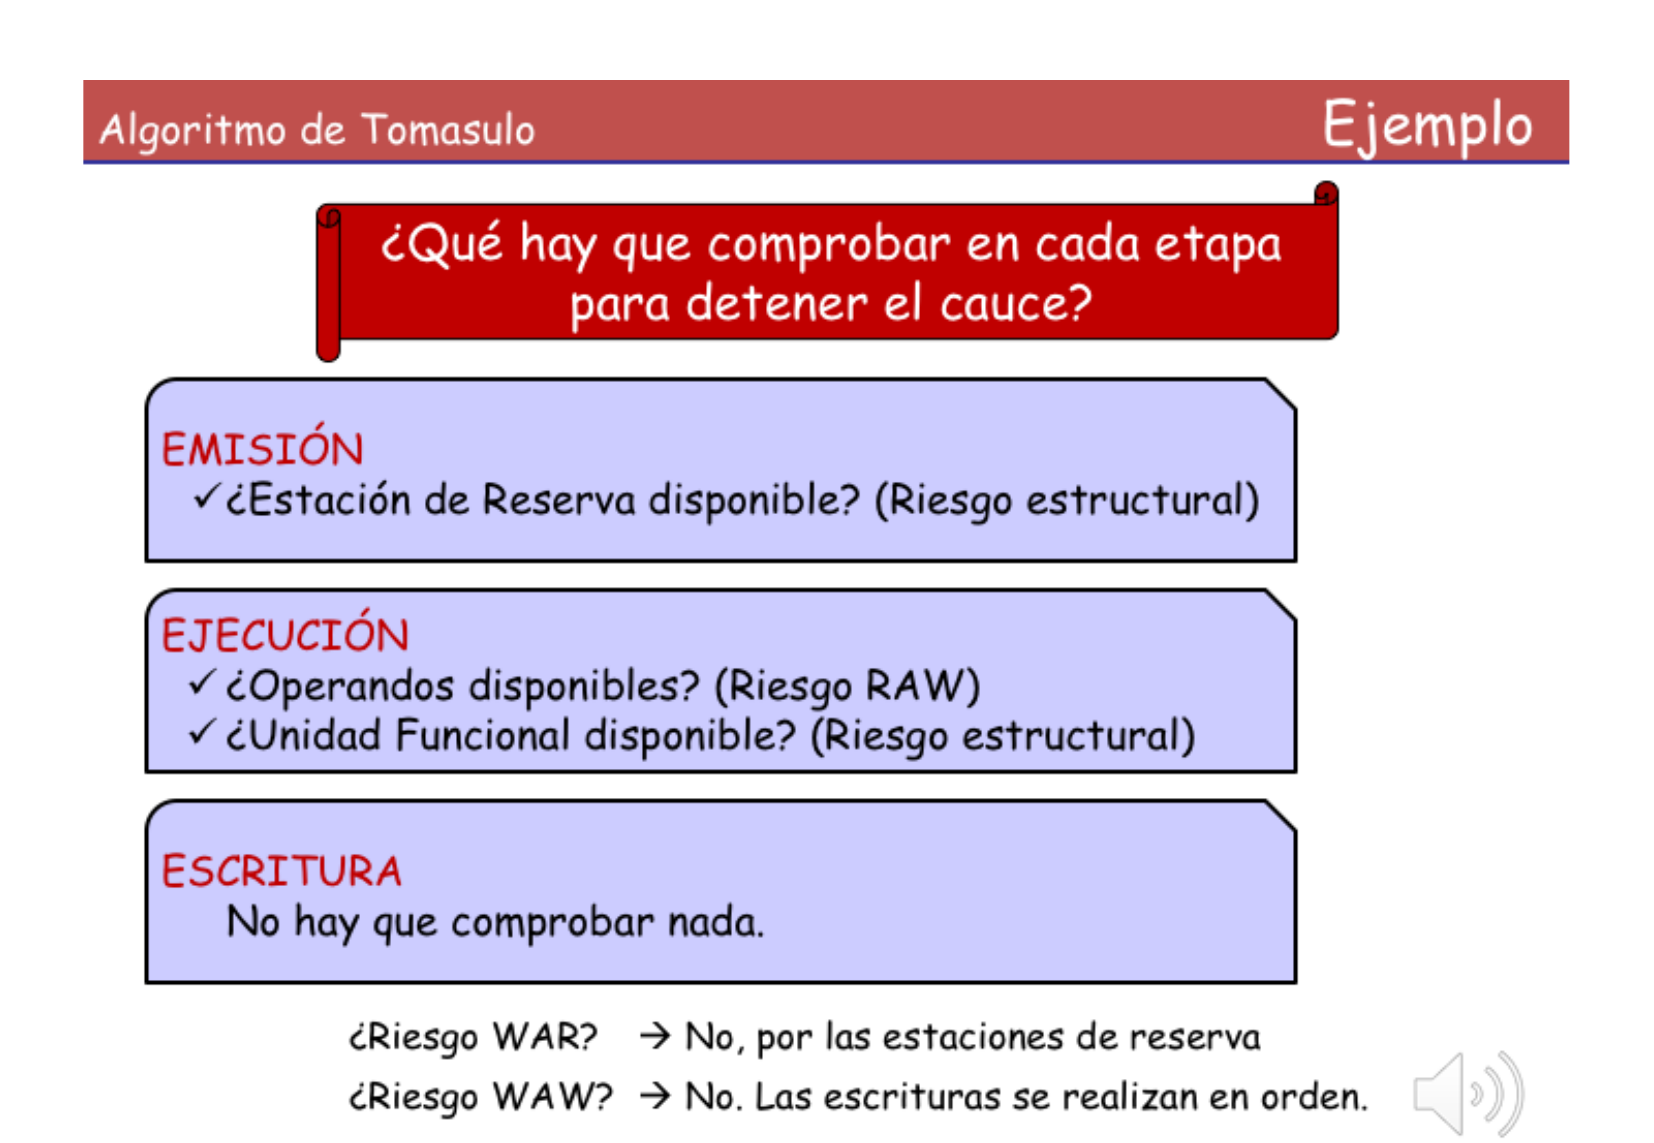 Algoritmo de Tomasulo
Ejemplo
¿Qué hay que comprobar en cada etapa
para detener el cauce?
EMISIÓN
✓ ¿Estación de Reserva disponible? (Riesgo estructural)
EJECUCIÓN
✓ ¿Operandos disponibles? (Riesgo RAW)
✓ ¿Unidad Funcional disponible? (Riesgo estructural)
ESCRITURA
No hay que comprobar nada.
¿Riesgo WAR? → No, por las estaciones de reserva
¿Riesgo WAW? → No. Las escrituras se realizan en orden.